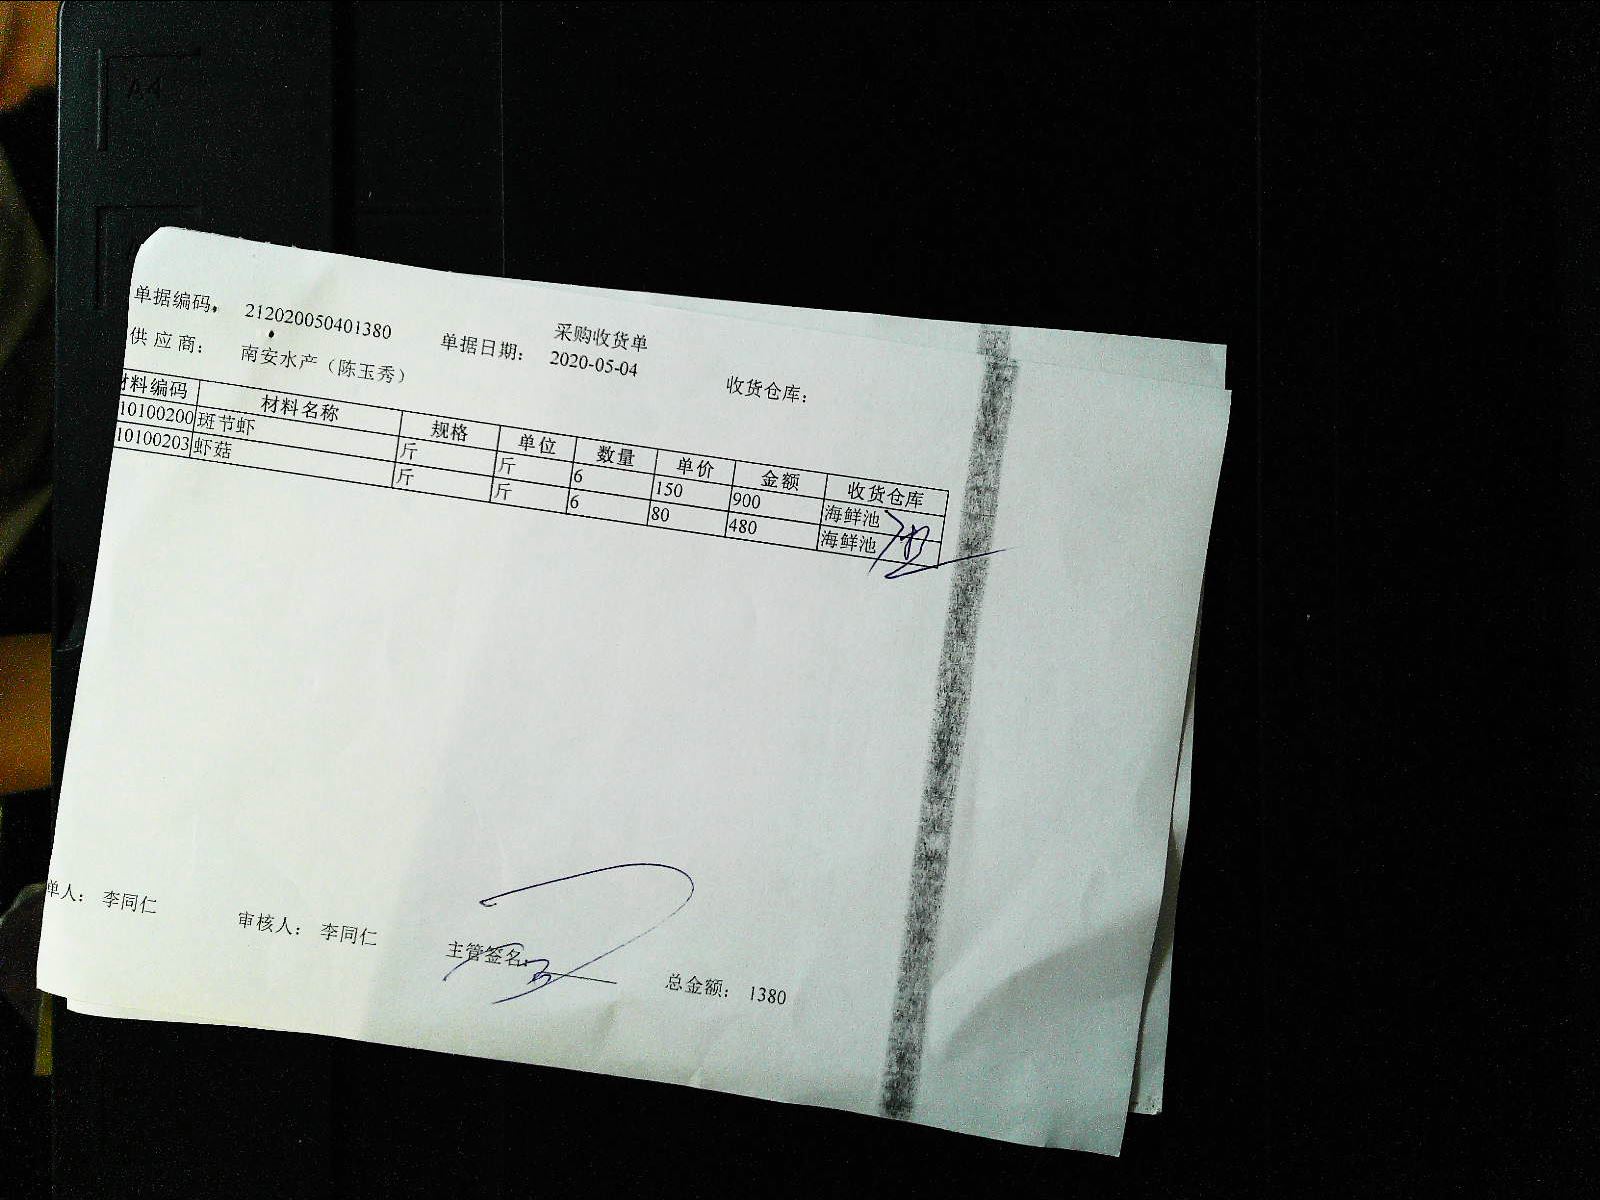 采购收货单
单据编码: 212020050401380 单据日期: 2020-05-04 收货仓库:
供应商: 南安水产（陈玉秀）
材料编码 材料名称 规格 单位 数量 单价 金额 收货仓库
10100200 斑节虾 斤 斤 6 150 900 海鲜池
10100203 虾菇 斤 斤 6 80 480 海鲜池
单人: 李同仁 审核人: 李同仁 主管签名: 总金额: 1380
A4